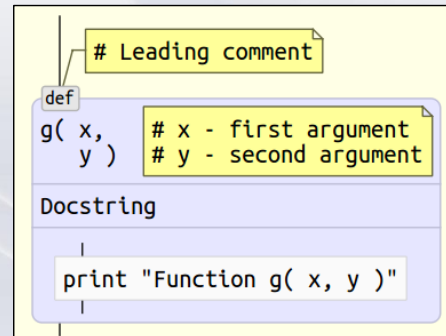 # Leading comment
def
g( x,
y )
# x - first argument
# y - second argument
Docstring
print "Function g( x, y )"